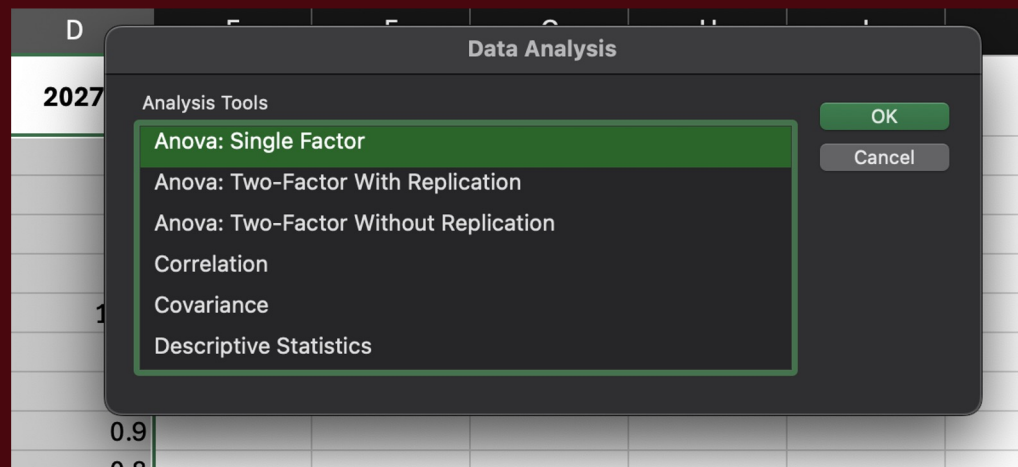 D
Data Analysis
2027
Analysis Tools
OK
Anova: Single Factor
Cancel
Anova: Two-Factor With Replication
Anova: Two-Factor Without Replication
Correlation
Covariance
Descriptive Statistics
0.9